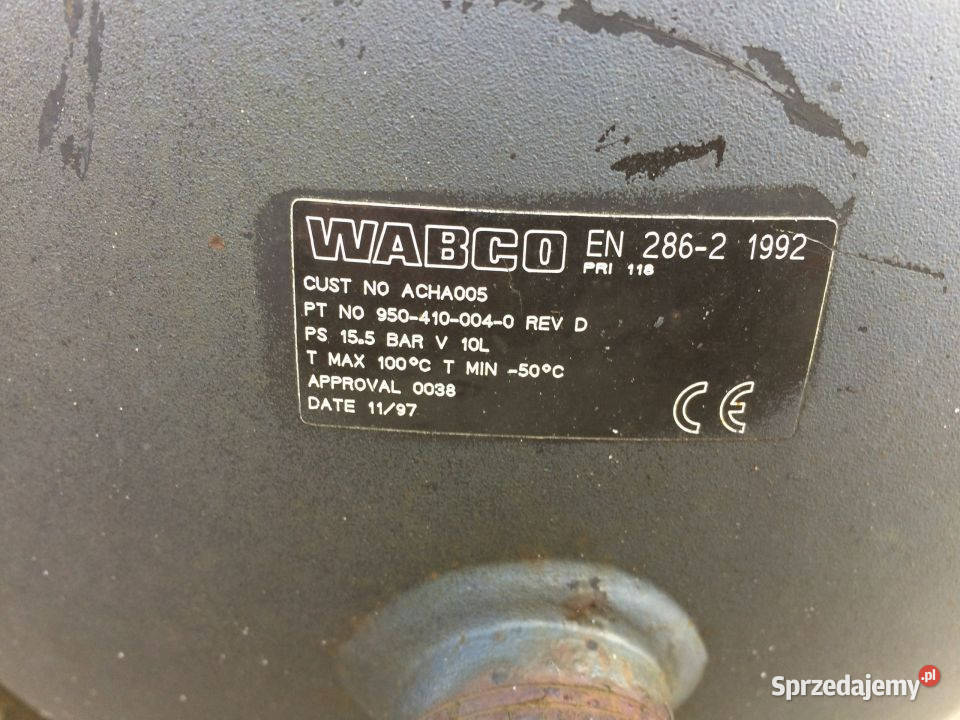 WABCO EN 286-2 1992
PRI 118
CUST NO ACHA005
PT NO 950-410-004-0 REV D
PS 15.5 BAR V 10L
T MAX 100°C T MIN -50°C
APPROVAL 0038
DATE 11/97
CE
Sprzedajemy.pl